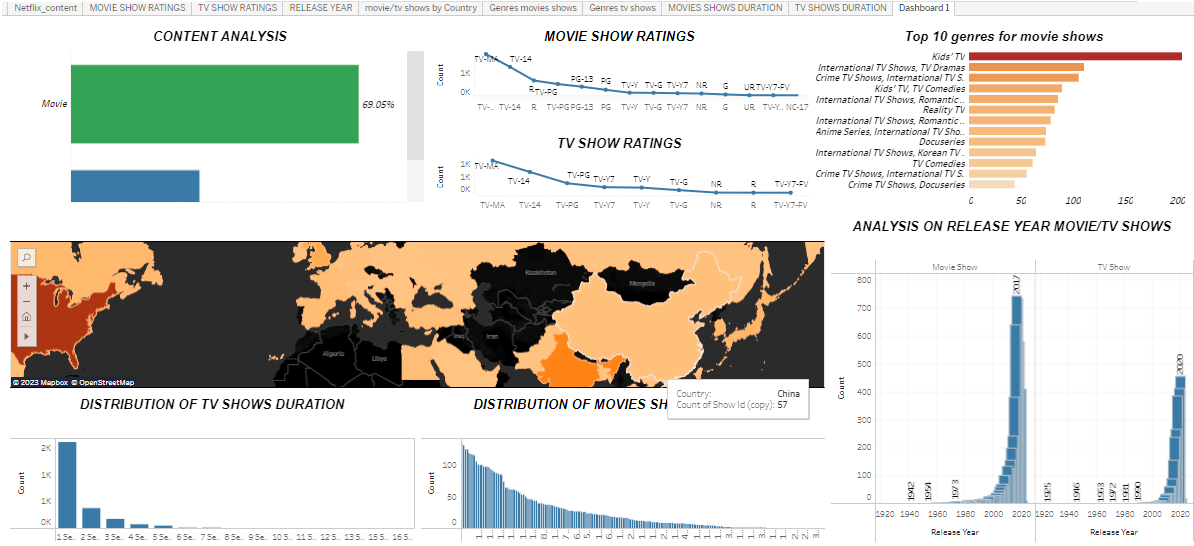 Netflix_content MOVIE SHOW RATINGS TV SHOW RATINGS RELEASE YEAR movie/tv shows by Country Genres movies shows Genres tv shows MOVIES SHOWS DURATION TV SHOWS DURATION Dashboard 1
CONTENT ANALYSIS
Movie
69.05%
MOVIE SHOW RATINGS
Count
1K
0K
TV-MA
TV-14
R
TV-PG
PG-13
PG
TV-Y
TV-G
TV-Y7
NR
G
UR
TV-Y7-FV
TV-.. TV-14 R TV-PG PG-13 PG TV-Y TV-G TV-Y7 NR G UR TV-Y.. NC-17
TV SHOW RATINGS
Count
1K
1K
0K
TV-MA
TV-14
TV-PG
TV-Y7
TV-Y
TV-G
NR
R
TV-Y7-FV
TV-MA TV-14 TV-PG TV-Y7 TV-Y TV-G NR R TV-Y7-FV
Top 10 genres for movie shows
Kids' TV
International TV Shows, TV Dramas
Crime TV Shows, International TV S..
Kids' TV, TV Comedies
International TV Shows, Romantic ..
Reality TV
International TV Shows, Romantic ..
Anime Series, International TV Sho..
Docuseries
International TV Shows, Korean TV ..
TV Comedies
Crime TV Shows, International TV S..
Crime TV Shows, Docuseries
0 50 100 150 200
Kazakhstan
Mongolia
Iraq
Iran
Algeria
Libya
© 2023 Mapbox © OpenStreetMap
Country: China
Count of Show Id (copy): 57
ANALYSIS ON RELEASE YEAR MOVIE/TV SHOWS
Movie Show TV Show
Count
800
700
600
500
400
300
200
100
0
1942
1954
1973
2017
1925
1946
1963
1972
1981
1990
2020
1920 1940 1960 1980 2000 2020 1920 1940 1960 1980 2000 2020
Release Year Release Year
DISTRIBUTION OF TV SHOWS DURATION
Count
2K
1K
1K
0K
1 Se.. 2 Se.. 3 Se.. 4 Se.. 5 Se.. 6 Se.. 7 Se.. 8 Se.. 9 Se.. 10 S.. 11 S.. 12 S.. 13 S.. 15 S.. 16 S..
DISTRIBUTION OF MOVIES SH
Count
100
50
0